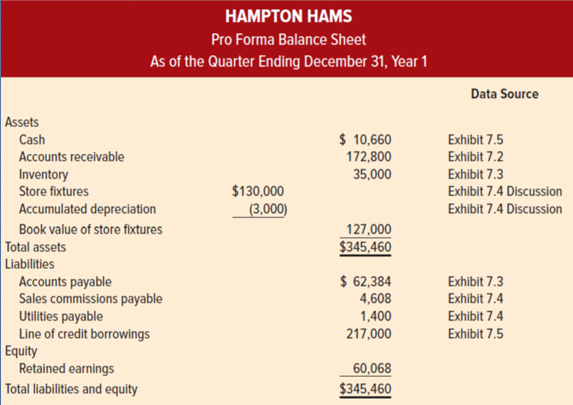 HAMPTON HAMS
Pro Forma Balance Sheet
As of the Quarter Ending December 31, Year 1
Data Source
Assets
Cash $ 10,660 Exhibit 7.5
Accounts receivable 172,800 Exhibit 7.2
Inventory 35,000 Exhibit 7.3
Store fixtures $130,000 Exhibit 7.4 Discussion
Accumulated depreciation (3,000) Exhibit 7.4 Discussion
Book value of store fixtures 127,000
Total assets $345,460
Liabilities
Accounts payable $ 62,384 Exhibit 7.3
Sales commissions payable 4,608 Exhibit 7.4
Utilities payable 1,400 Exhibit 7.4
Line of credit borrowings 217,000 Exhibit 7.5
Equity
Retained earnings 60,068
Total liabilities and equity $345,460